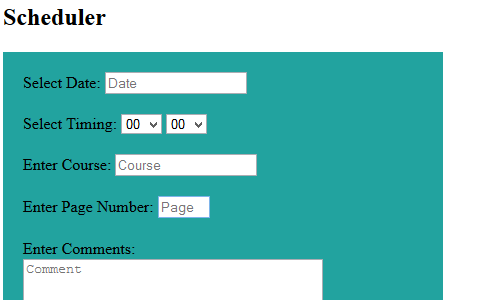 Scheduler
Select Date: Date
Select Timing: 00 00
Enter Course: Course
Enter Page Number: Page
Enter Comments:
Comment